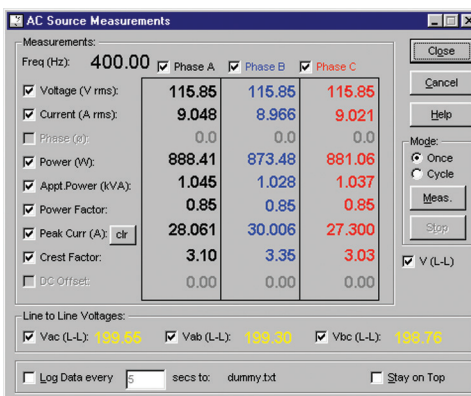 AC Source Measurements
Measurements:
Freq (Hz): 400.00 Phase A Phase B Phase C
Voltage (V rms): 115.85 115.85 115.85
Current (A rms): 9.048 8.966 9.021
Phase (ø): 0.0 0.0 0.0
Power (W): 888.41 873.48 881.06
Appt.Power (kVA): 1.045 1.028 1.037
Power Factor: 0.85 0.85 0.85
Peak Curr (A): clr 28.061 30.006 27.300
Crest Factor: 3.10 3.35 3.03
DC Offset: 0.00 0.00 0.00
Close
Cancel
Help
Mode:
Once
Cycle
Meas.
Stop
V (L-L)
Line to Line Voltages:
Vac (L-L): 199.55 Vab (L-L): 199.30 Vbc (L-L): 198.76
Log Data every 5 secs to: dummy.txt Stay on Top